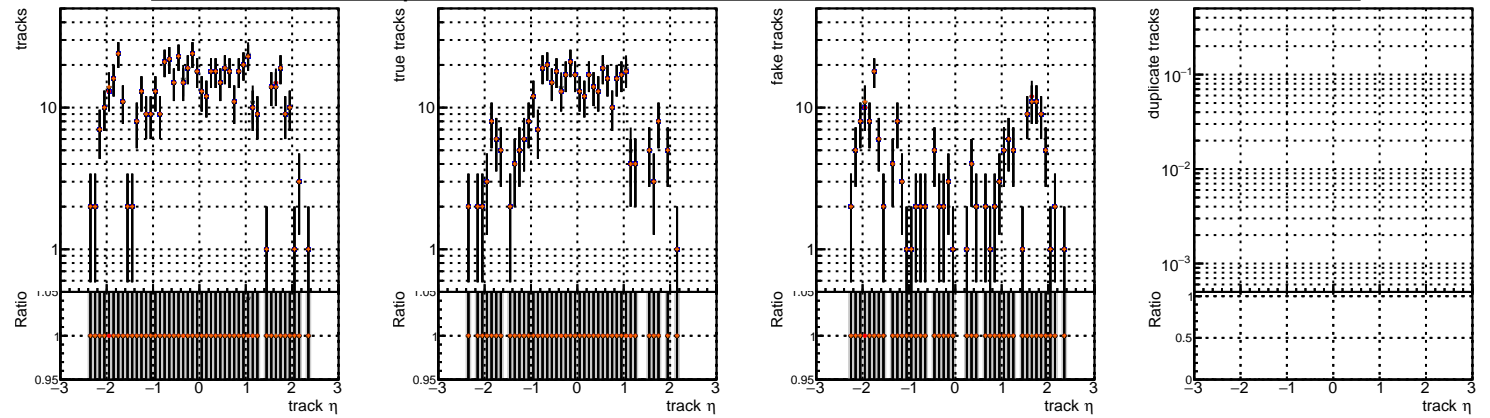 tracks
10
1
Ratio
1.05
1
0.95
−3 −2 −1 0 1 2 3
track η
true tracks
10
1
Ratio
1.05
1
0.95
−3 −2 −1 0 1 2 3
track η
fake tracks
10
1
Ratio
1.05
1
0.95
−3 −2 −1 0 1 2 3
track η
duplicate tracks
10−1
10−2
10−3
Ratio
1
0.5
0
−3 −2 −1 0 1 2 3
track η